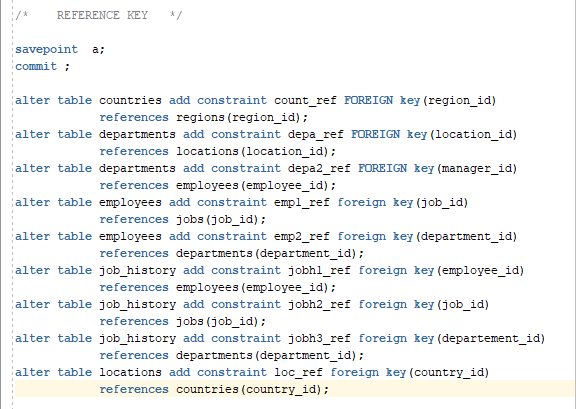 /*    REFERENCE KEY   */
savepoint  a;
commit ;
alter table countries add constraint count_ref FOREIGN key(region_id)
            references regions(region_id);
alter table departments add constraint depa_ref FOREIGN key(location_id)
            references locations(location_id);
alter table departments add constraint depa2_ref FOREIGN key(manager_id)
            references employees(employee_id);
alter table employees add constraint empl_ref foreign key(job_id)
            references jobs(job_id);
alter table employees add constraint emp2_ref foreign key(department_id)
            references departments(department_id);
alter table job_history add constraint jobh1_ref foreign key(employee_id)
            references employees(employee_id);
alter table job_history add constraint jobh2_ref foreign key(job_id)
            references jobs(job_id);
alter table job_history add constraint jobh3_ref foreign key(departement_id)
            references departments(department_id);
alter table locations add constraint loc_ref foreign key(country_id)
            references countries(country_id);